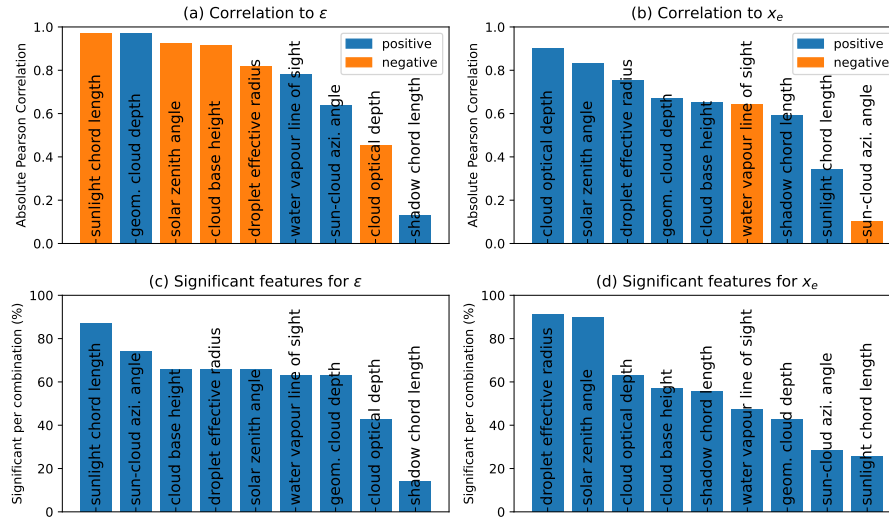 (a) Correlation to ε
Absolute Pearson Correlation
1.0
0.8
0.6
0.4
0.2
0.0
positive
negative
sunlight chord length
geom. cloud depth
solar zenith angle
cloud base height
droplet effective radius
water vapour line of sight
sun-cloud azi. angle
cloud optical depth
shadow chord length
(b) Correlation to xₑ
Absolute Pearson Correlation
1.0
0.8
0.6
0.4
0.2
0.0
positive
negative
cloud optical depth
solar zenith angle
droplet effective radius
geom. cloud depth
cloud base height
water vapour line of sight
shadow chord length
sunlight chord length
sun-cloud azi. angle
(c) Significant features for ε
Significant per combination (%)
100
80
60
40
20
0
sunlight chord length
sun-cloud azi. angle
cloud base height
droplet effective radius
solar zenith angle
water vapour line of sight
geom. cloud depth
cloud optical depth
shadow chord length
(d) Significant features for xₑ
Significant per combination (%)
100
80
60
40
20
0
droplet effective radius
solar zenith angle
cloud optical depth
cloud base height
shadow chord length
water vapour line of sight
geom. cloud depth
sun-cloud azi. angle
sunlight chord length